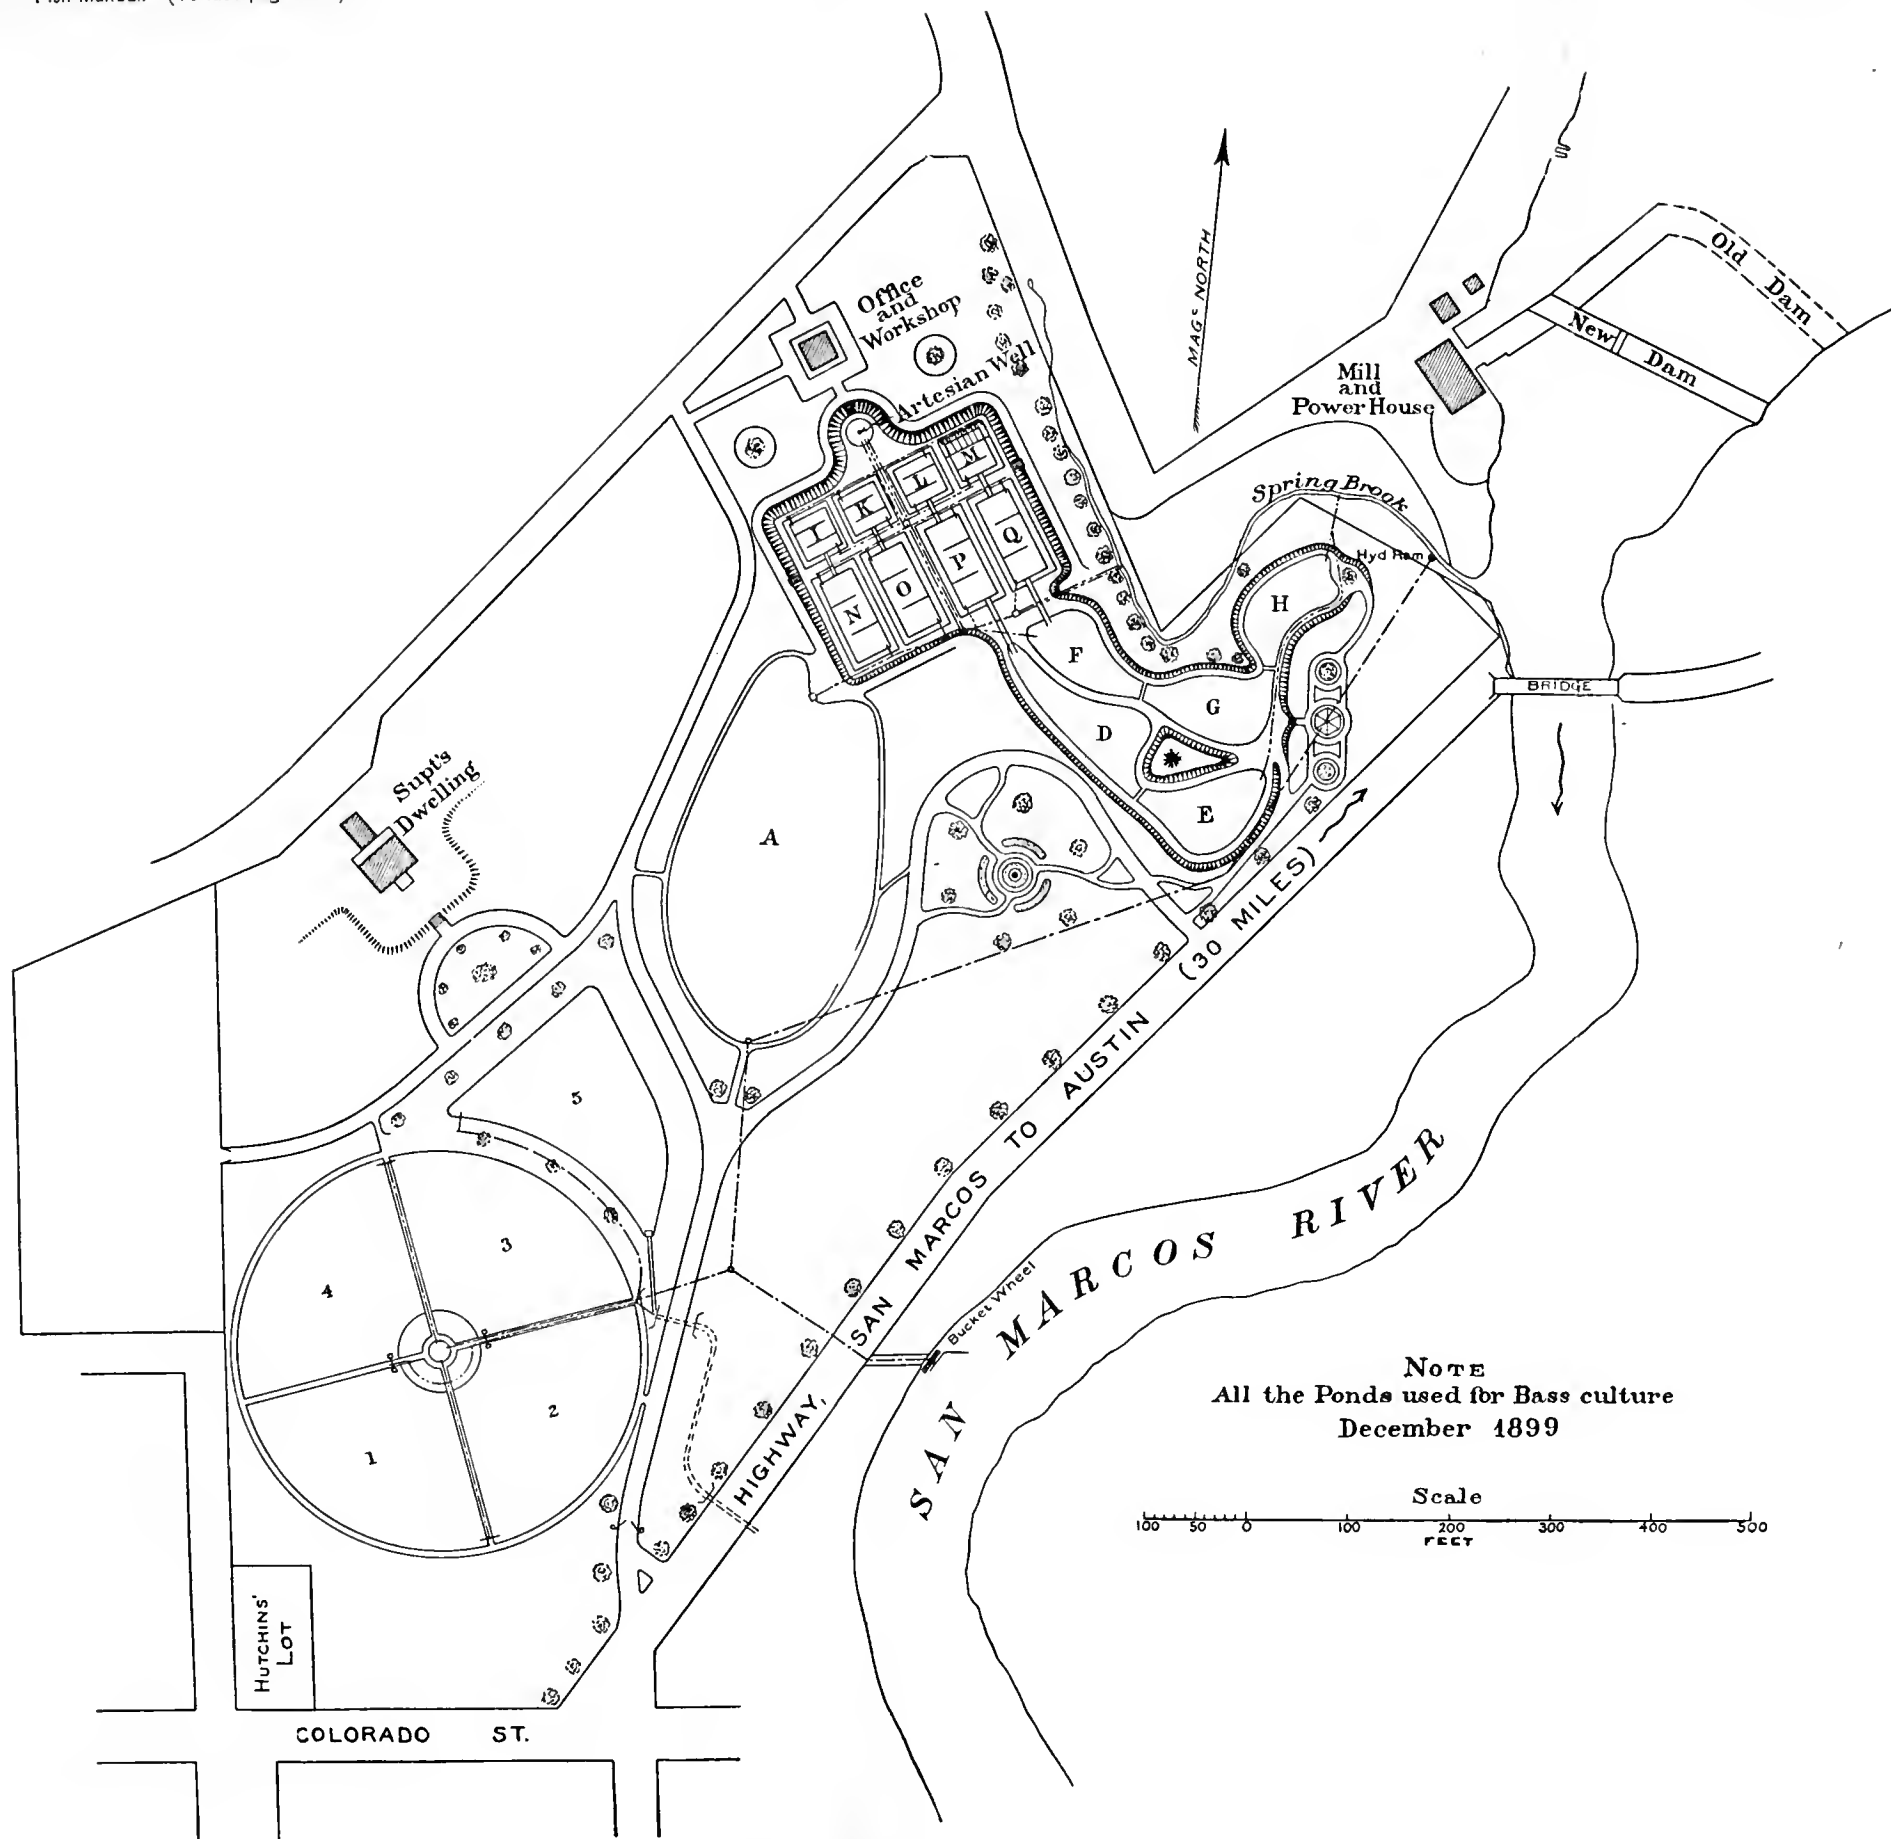 MAGC NORTH
Old Dam
New Dam
Office
and
Workshop
Artesian Well
Mill
and
Power House
Spring Brook
Hyd Ram
I
K
L
M
N
O
P
Q
H
F
G
D
E
A
BRIDGE
Supt's
Dwelling
5
3
4
2
1
HIGHWAY, SAN MARCOS TO AUSTIN (30 MILES)
Bucket Wheel
SAN MARCOS RIVER
NOTE
All the Ponds used for Bass culture
December 1899
Scale
100 50 0 100 200 300 400 500
FEET
HUTCHINS'
LOT
COLORADO ST.